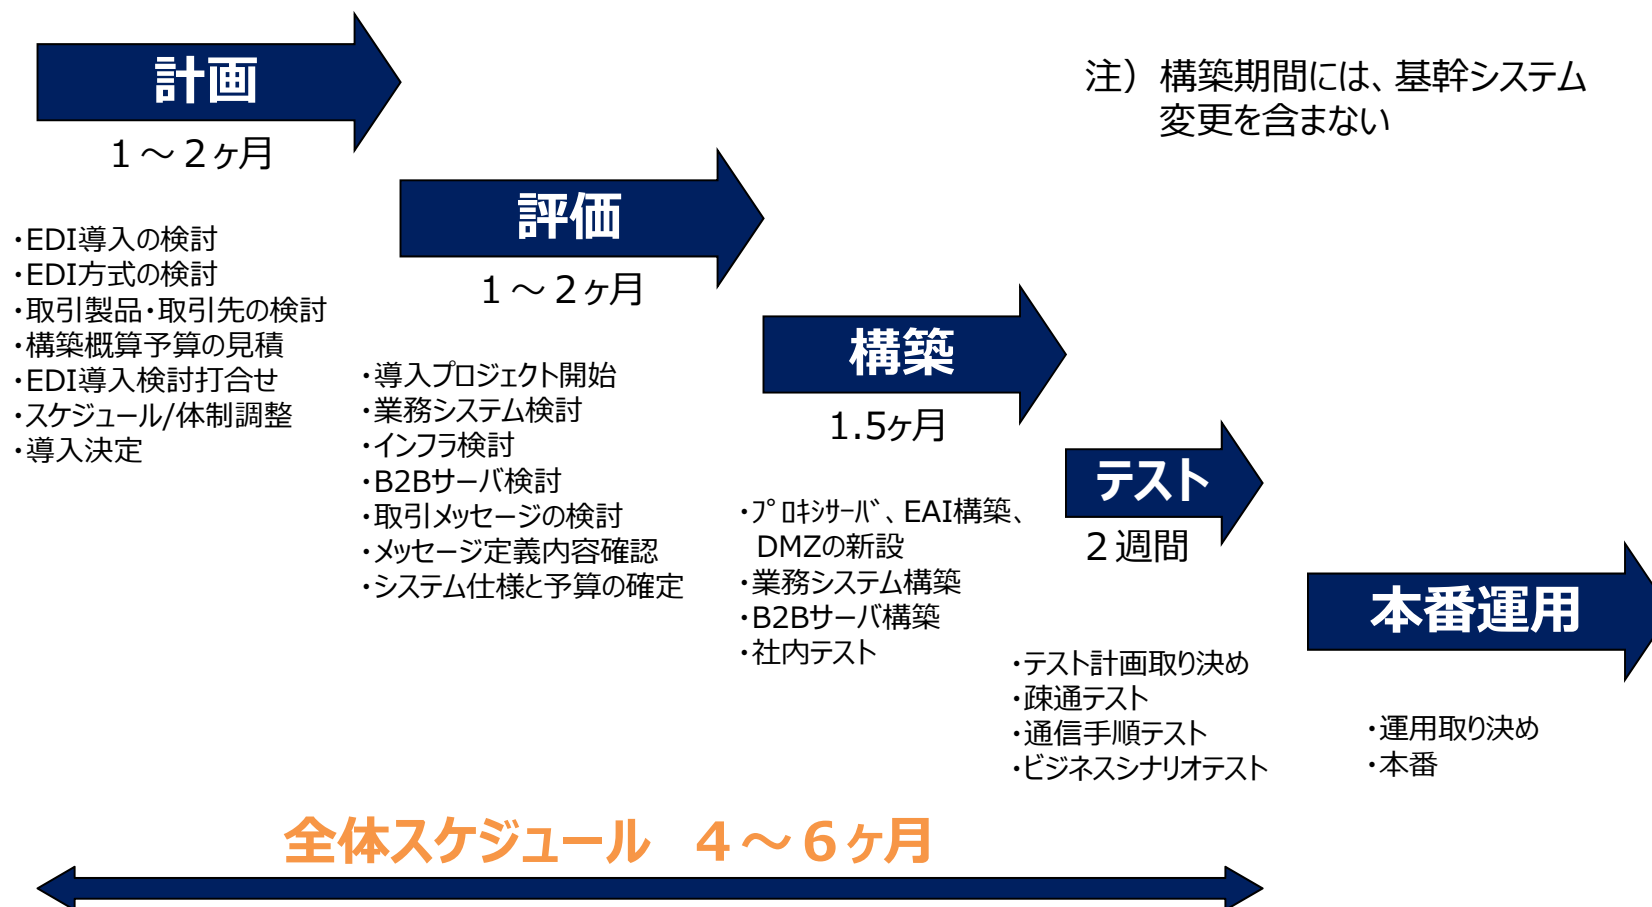 計画
1～2ヶ月
・EDI導入の検討
・EDI方式の検討
・取引製品・取引先の検討
・構築概算予算の見積
・EDI導入検討打合せ
・スケジュール/体制調整
・導入決定
注）構築期間には、基幹システム
変更を含まない
評価
1～2ヶ月
・導入プロジェクト開始
・業務システム検討
・インフラ検討
・B2Bサーバ検討
・取引メッセージの検討
・メッセージ定義内容確認
・システム仕様と予算の確定
構築
1.5ヶ月
・ﾌﾟﾛｷｼｻｰﾊﾞ、EAI構築、
DMZの新設
・業務システム構築
・B2Bサーバ構築
・社内テスト
テスト
２週間
・テスト計画取り決め
・疎通テスト
・通信手順テスト
・ビジネスシナリオテスト
本番運用
・運用取り決め
・本番
全体スケジュール　４～６ヶ月